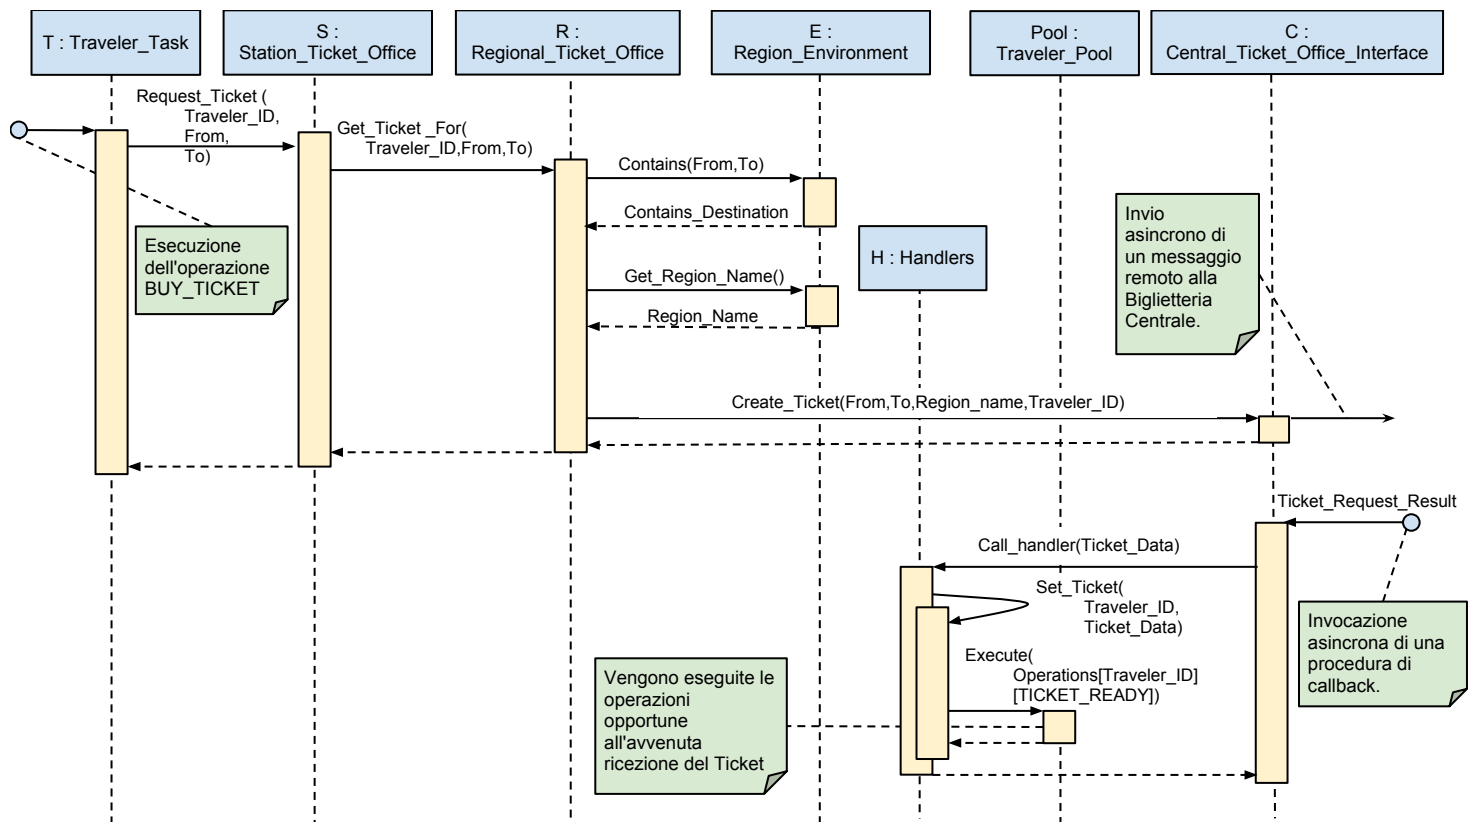 T : Traveler_Task
S :
Station_Ticket_Office
R :
Regional_Ticket_Office
E :
Region_Environment
Pool :
Traveler_Pool
C :
Central_Ticket_Office_Interface
Request_Ticket (
Traveler_ID,
From,
To)
Get_Ticket _For(
Traveler_ID,From,To)
Contains(From,To)
Contains_Destination
Esecuzione
dell'operazione
BUY_TICKET
Invio
asincrono di
un messaggio
remoto alla
Biglietteria
Centrale.
H : Handlers
Get_Region_Name()
Region_Name
Create_Ticket(From,To,Region_name,Traveler_ID)
Ticket_Request_Result
Call_handler(Ticket_Data)
Set_Ticket(
Traveler_ID,
Ticket_Data)
Invocazione
asincrona di una
procedura di
callback.
Execute(
Operations[Traveler_ID]
[TICKET_READY])
Vengono eseguite le
operazioni
opportune
all'avvenuta
ricezione del Ticket